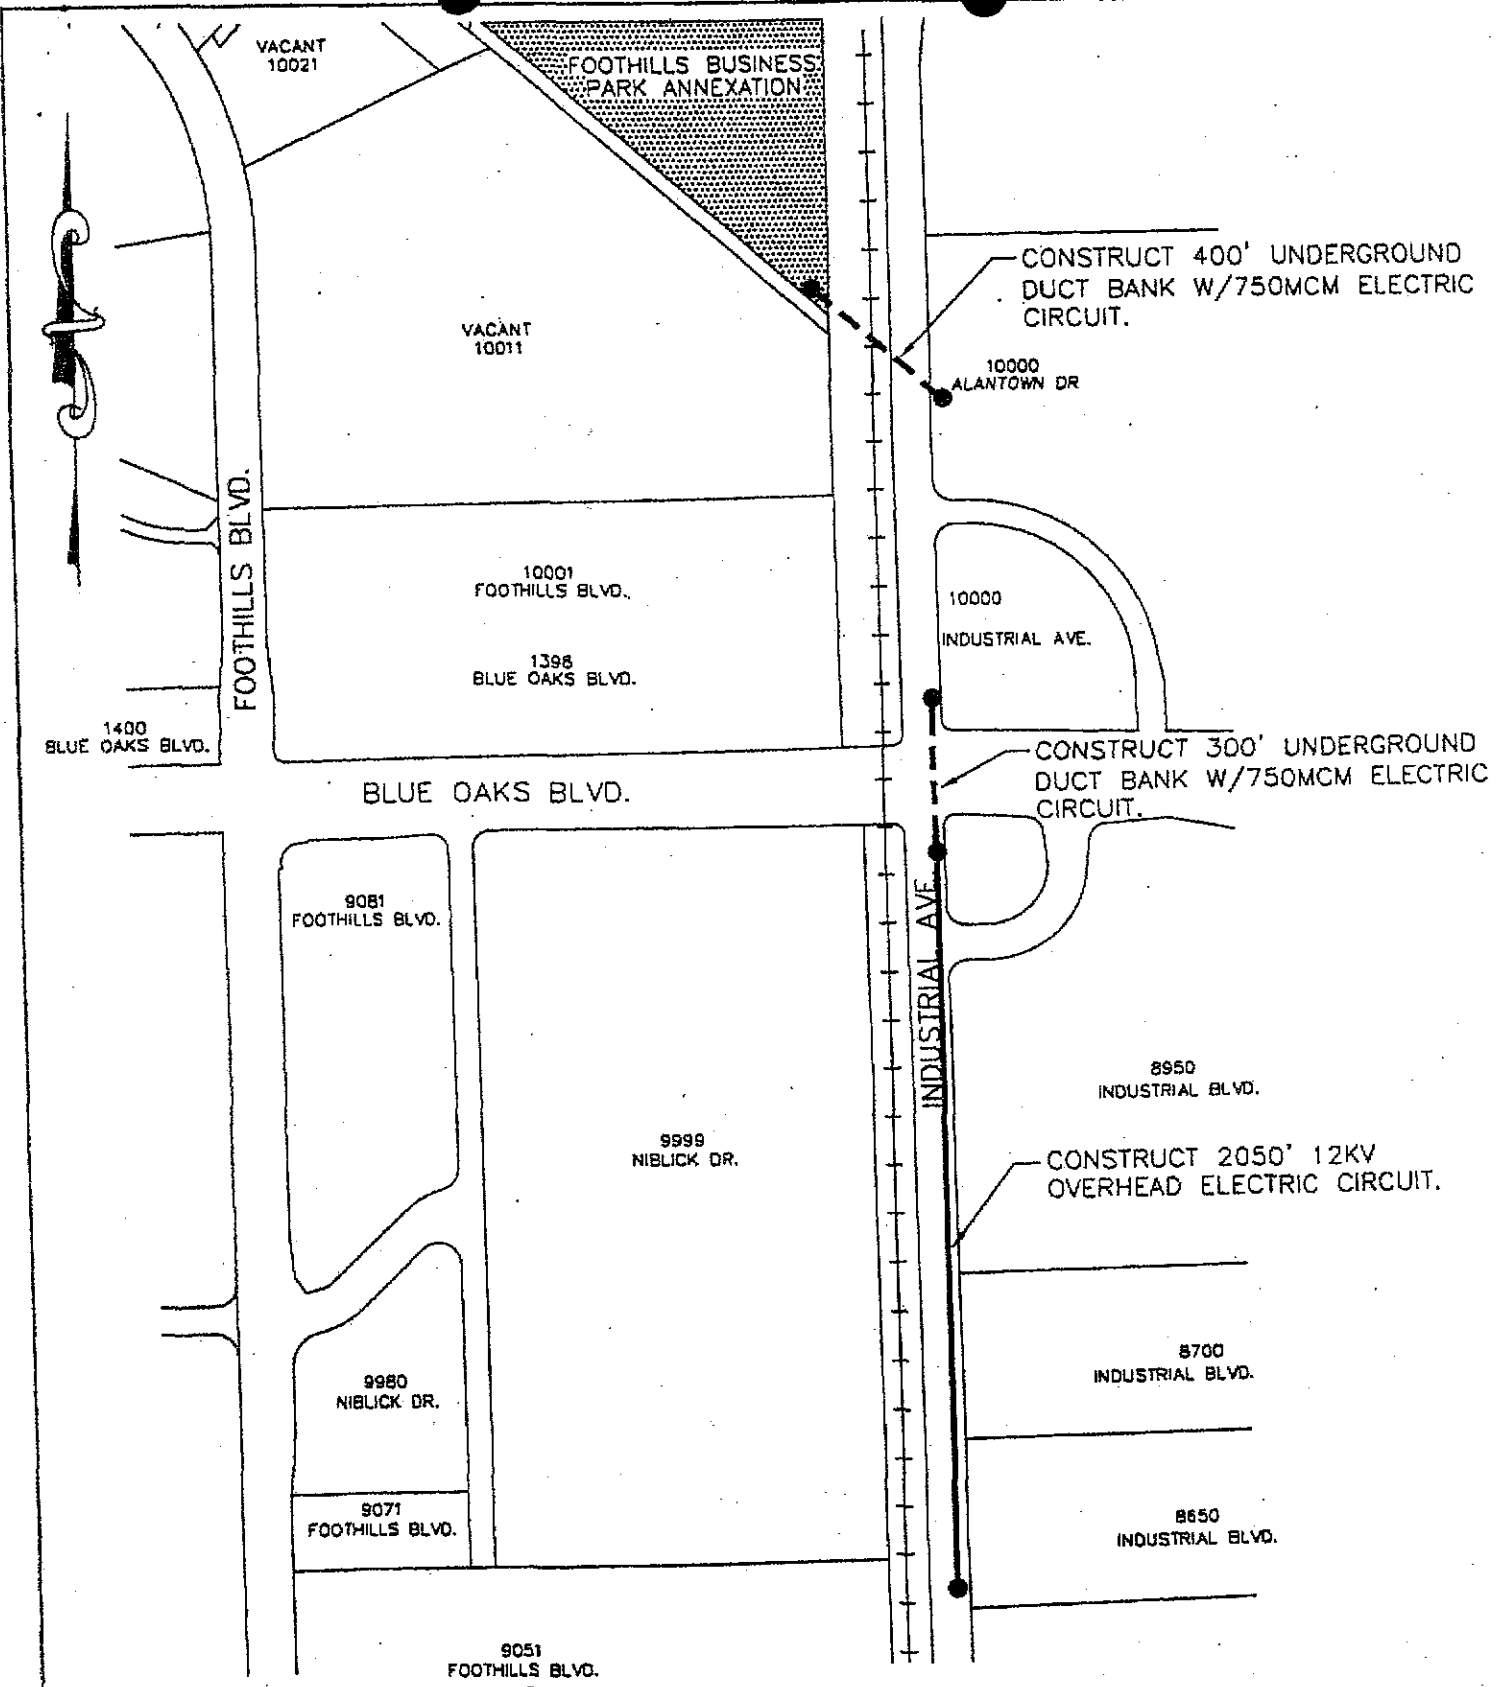 VACANT
10021
FOOTHILLS BUSINESS
PARK ANNEXATION
CONSTRUCT 400' UNDERGROUND
DUCT BANK W/750MCM ELECTRIC
CIRCUIT.
VACANT
10011
10000
ALANTOWN DR
FOOTHILLS BLVD.
10001
FOOTHILLS BLVD.
10000
INDUSTRIAL AVE.
1398
BLUE OAKS BLVD.
1400
BLUE OAKS BLVD.
CONSTRUCT 300' UNDERGROUND
DUCT BANK W/750MCM ELECTRIC
CIRCUIT.
BLUE OAKS BLVD.
9081
FOOTHILLS BLVD.
INDUSTRIAL AVE.
8950
INDUSTRIAL BLVD.
9999
NIBLICK DR.
CONSTRUCT 2050' 12KV
OVERHEAD ELECTRIC CIRCUIT.
8700
INDUSTRIAL BLVD.
9980
NIBLICK DR.
9071
FOOTHILLS BLVD.
8650
INDUSTRIAL BLVD.
9051
FOOTHILLS BLVD.